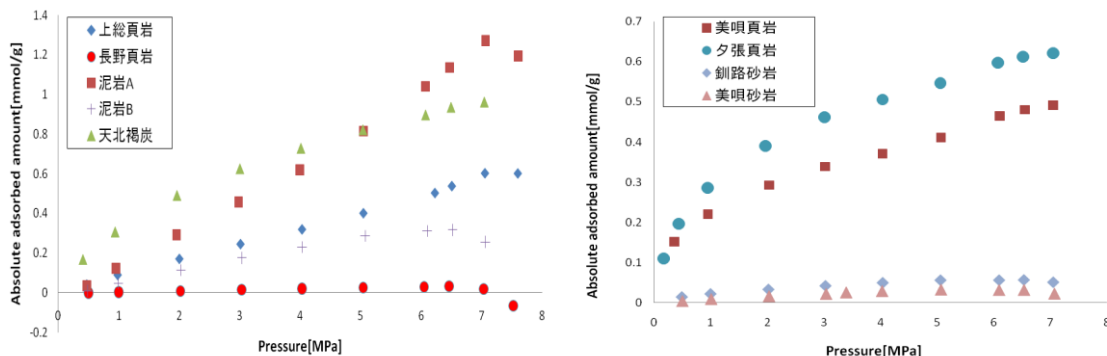 Absolute adsorbed amount[mmol/g]
1.4
1.2
1
0.8
0.6
0.4
0.2
0
-0.2
上総頁岩
長野頁岩
泥岩A
泥岩B
天北褐炭
0 1 2 3 4 5 6 7 8
Pressure[MPa]
Absolute adsorbed amount[mmol/g]
0.7
0.6
0.5
0.4
0.3
0.2
0.1
0
美唄頁岩
夕張頁岩
釧路砂岩
美唄砂岩
0 1 2 3 4 5 6 7 8
Pressure[MPa]